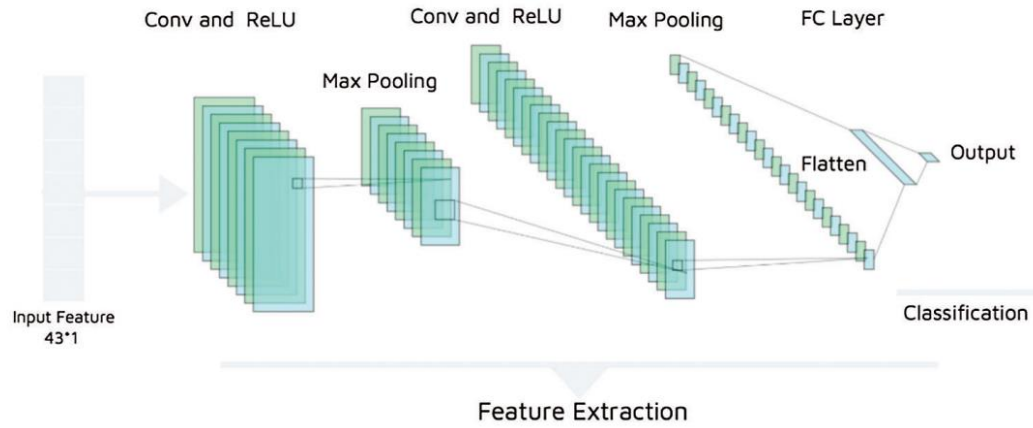 Conv and ReLU
Max Pooling
Conv and ReLU
Max Pooling
FC Layer
Flatten
Output
Input Feature
43*1
Classification
Feature Extraction